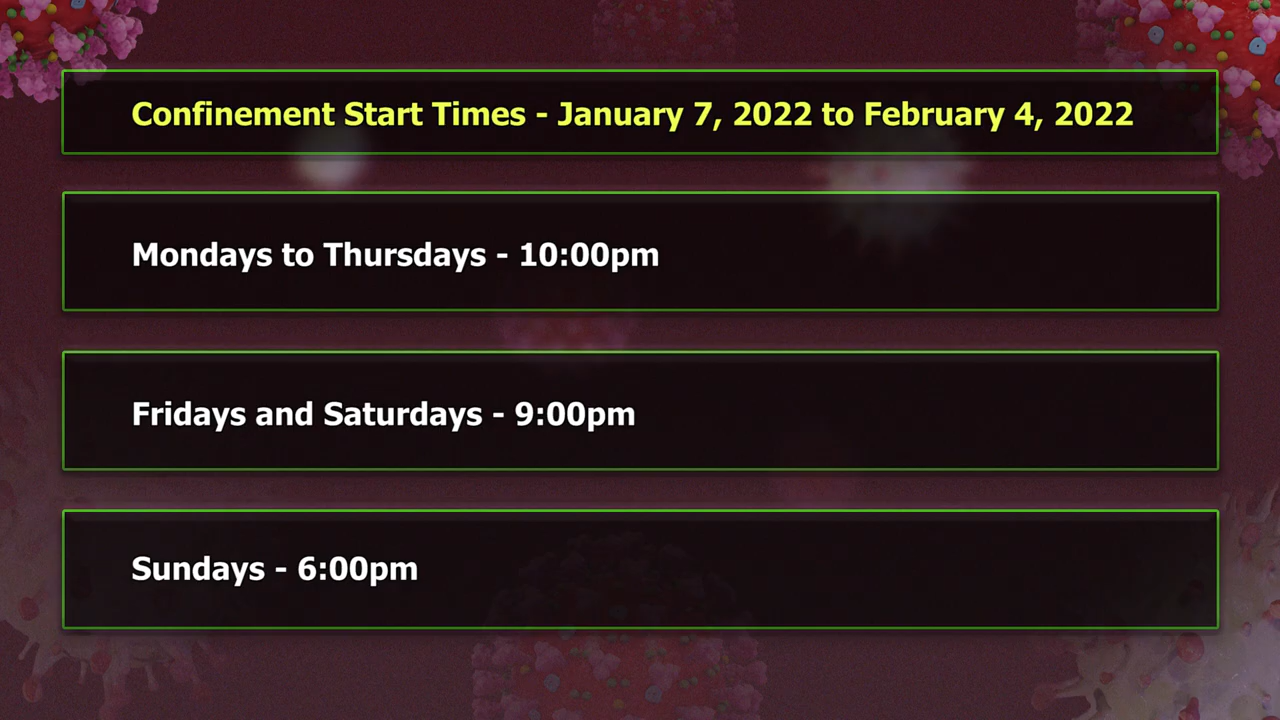 Confinement Start Times - January 7, 2022 to February 4, 2022
Mondays to Thursdays - 10:00pm
Fridays and Saturdays - 9:00pm
Sundays - 6:00pm